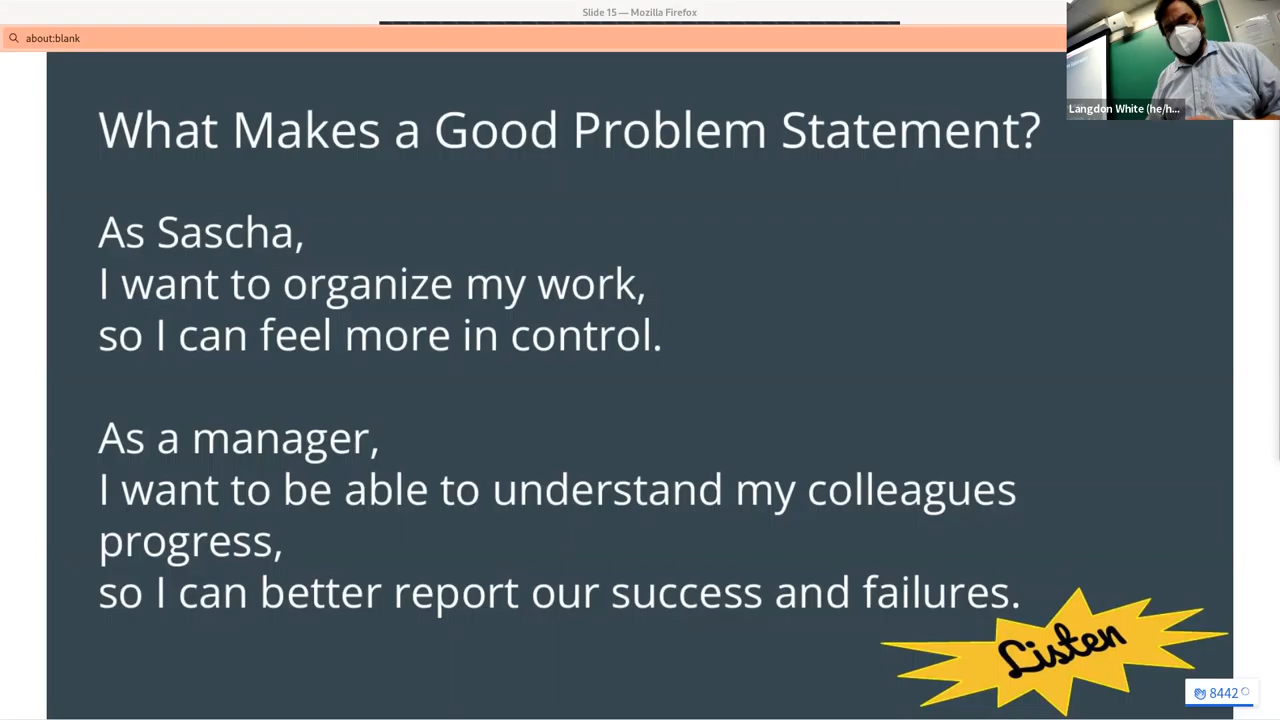 Slide 15 — Mozilla Firefox
about:blank
Langdon White (he/h...
What Makes a Good Problem Statement?
As Sascha,
I want to organize my work,
so I can feel more in control.
As a manager,
I want to be able to understand my colleagues
progress,
so I can better report our success and failures.
Listen
8442